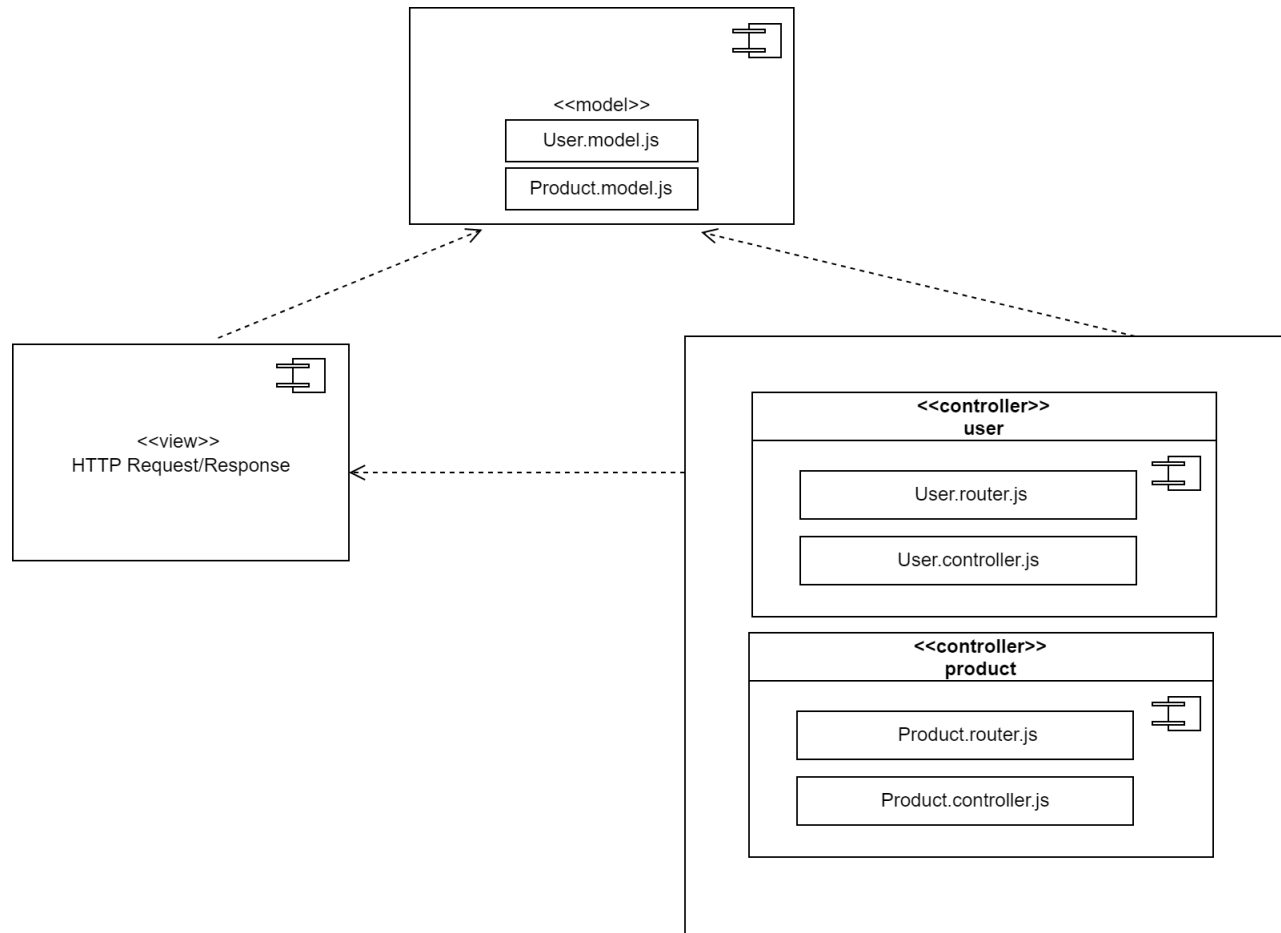 <<model>>
User.model.js
Product.model.js
<<view>>
HTTP Request/Response
<<controller>>
user
User.router.js
User.controller.js
<<controller>>
product
Product.router.js
Product.controller.js